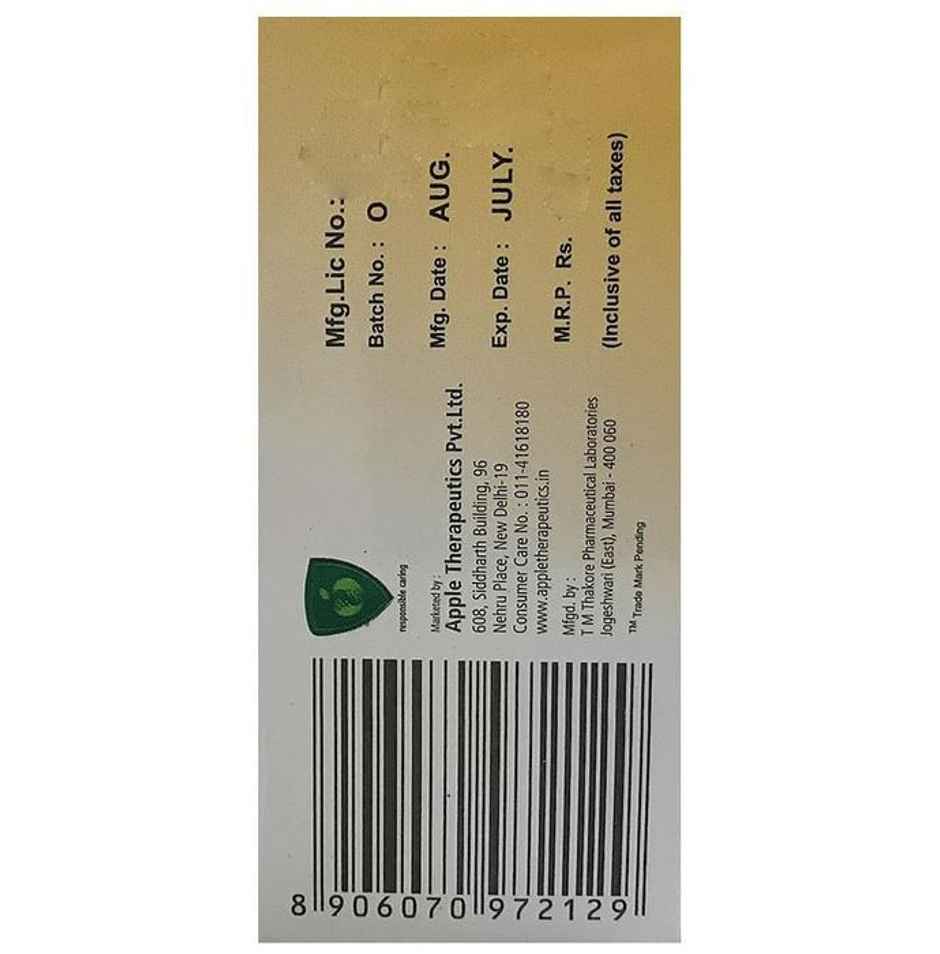 Mfg.Lic No.:
Batch No. : O
Mfg. Date : AUG.
Exp. Date : JULY.
M.R.P. Rs.
(Inclusive of all taxes)
responsible caring
Marketed by :
Apple Therapeutics Pvt.Ltd.
608, Siddharth Building, 96
Nehru Place, New Delhi-19
Consumer Care No. : 011-41618180
www.appletherapeutics.in
Mfgd. by :
T M Thakore Pharmaceutical Laboratories
Jogeshwari (East), Mumbai - 400 060
™ Trade Mark Pending
8 906070 972129